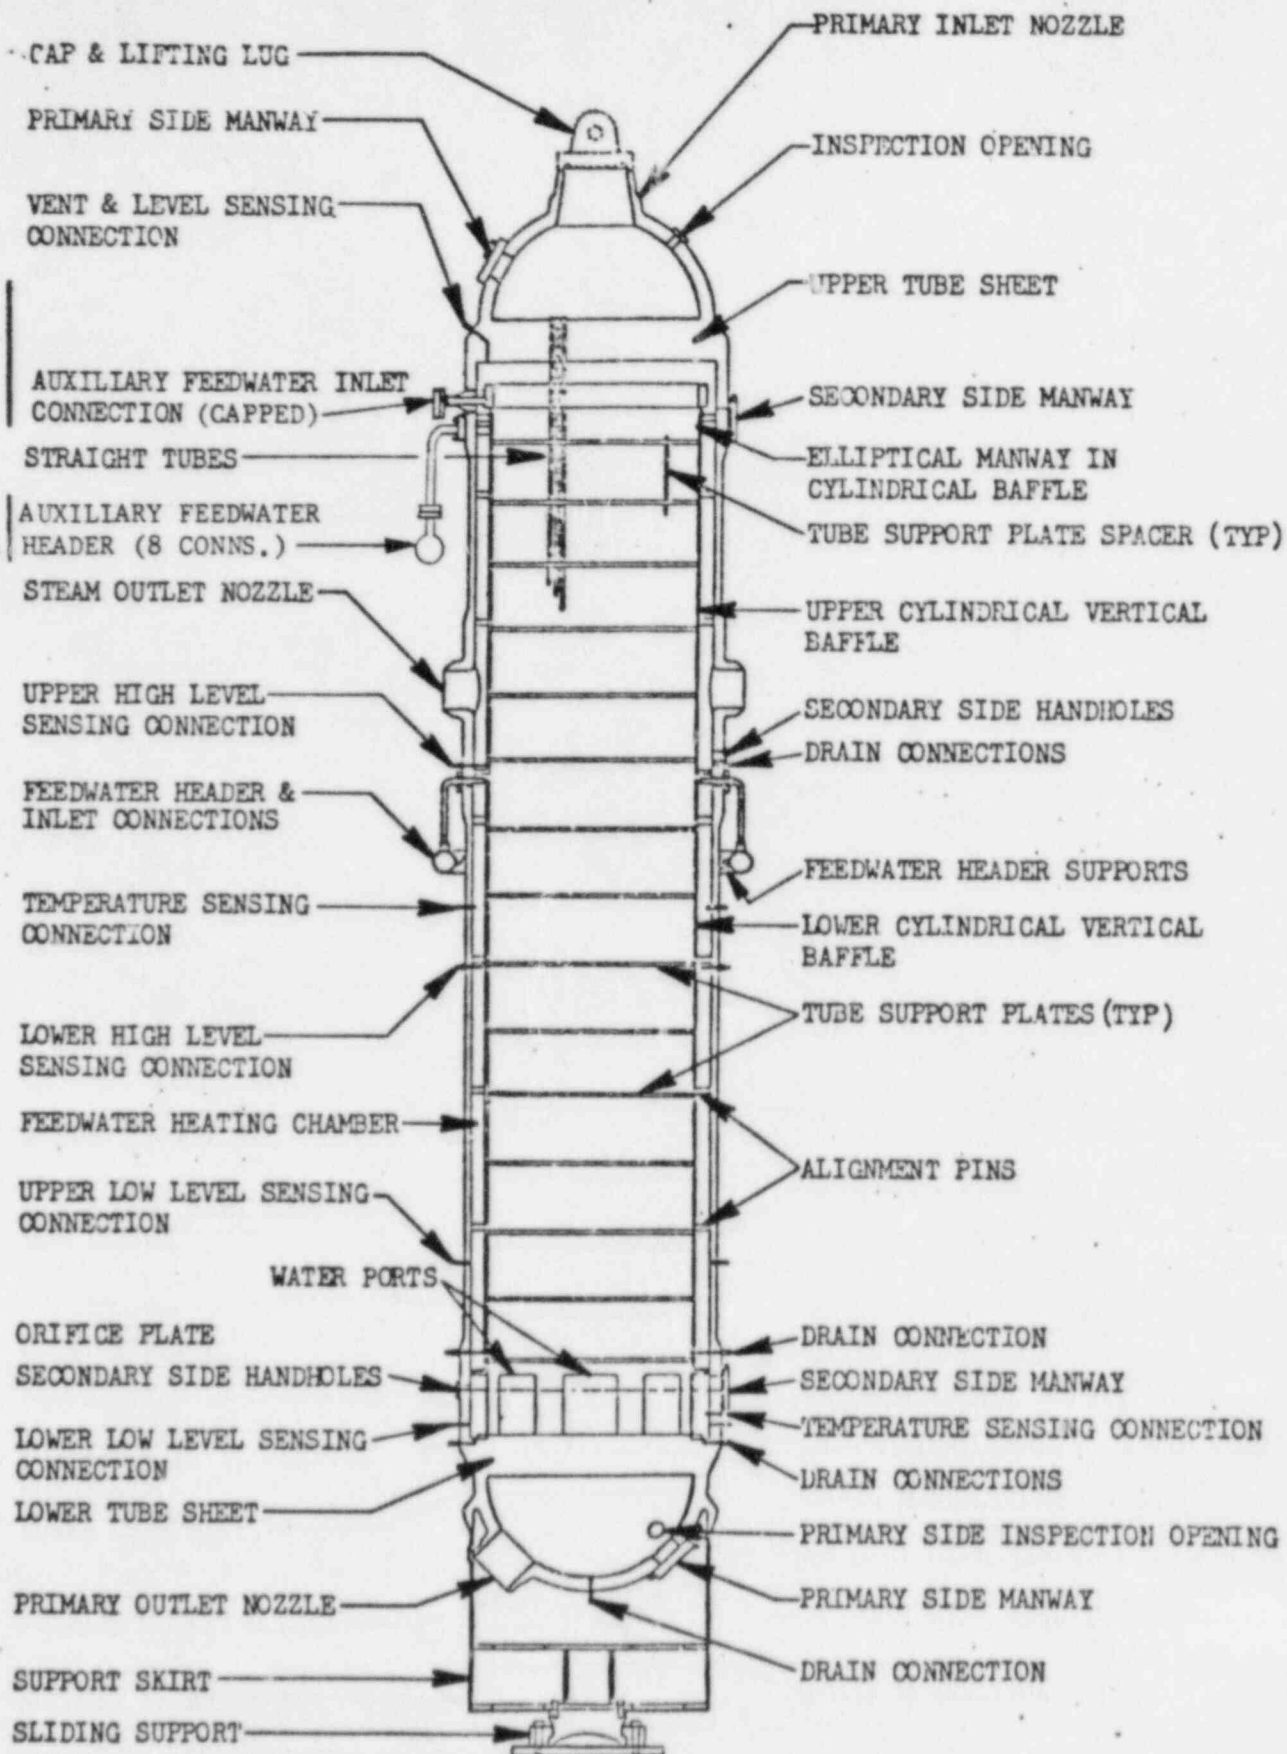 CAP & LIFTING LUG
PRIMARY SIDE MANWAY
VENT & LEVEL SENSING
CONNECTION
AUXILIARY FEEDWATER INLET
CONNECTION (CAPPED)
STRAIGHT TUBES
AUXILIARY FEEDWATER
HEADER (8 CONNS.)
STEAM OUTLET NOZZLE
UPPER HIGH LEVEL
SENSING CONNECTION
FEEDWATER HEADER &
INLET CONNECTIONS
TEMPERATURE SENSING
CONNECTION
LOWER HIGH LEVEL
SENSING CONNECTION
FEEDWATER HEATING CHAMBER
UPPER LOW LEVEL SENSING
CONNECTION
WATER PORTS
ORIFICE PLATE
SECONDARY SIDE HANDHOLES
LOWER LOW LEVEL SENSING
CONNECTION
LOWER TUBE SHEET
PRIMARY OUTLET NOZZLE
SUPPORT SKIRT
SLIDING SUPPORT
PRIMARY INLET NOZZLE
INSPECTION OPENING
UPPER TUBE SHEET
SECONDARY SIDE MANWAY
ELLIPTICAL MANWAY IN
CYLINDRICAL BAFFLE
TUBE SUPPORT PLATE SPACER (TYP)
UPPER CYLINDRICAL VERTICAL
BAFFLE
SECONDARY SIDE HANDHOLES
DRAIN CONNECTIONS
FEEDWATER HEADER SUPPORTS
LOWER CYLINDRICAL VERTICAL
BAFFLE
TUBE SUPPORT PLATES (TYP)
ALIGNMENT PINS
DRAIN CONNECTION
SECONDARY SIDE MANWAY
TEMPERATURE SENSING CONNECTION
DRAIN CONNECTIONS
PRIMARY SIDE INSPECTION OPENING
PRIMARY SIDE MANWAY
DRAIN CONNECTION